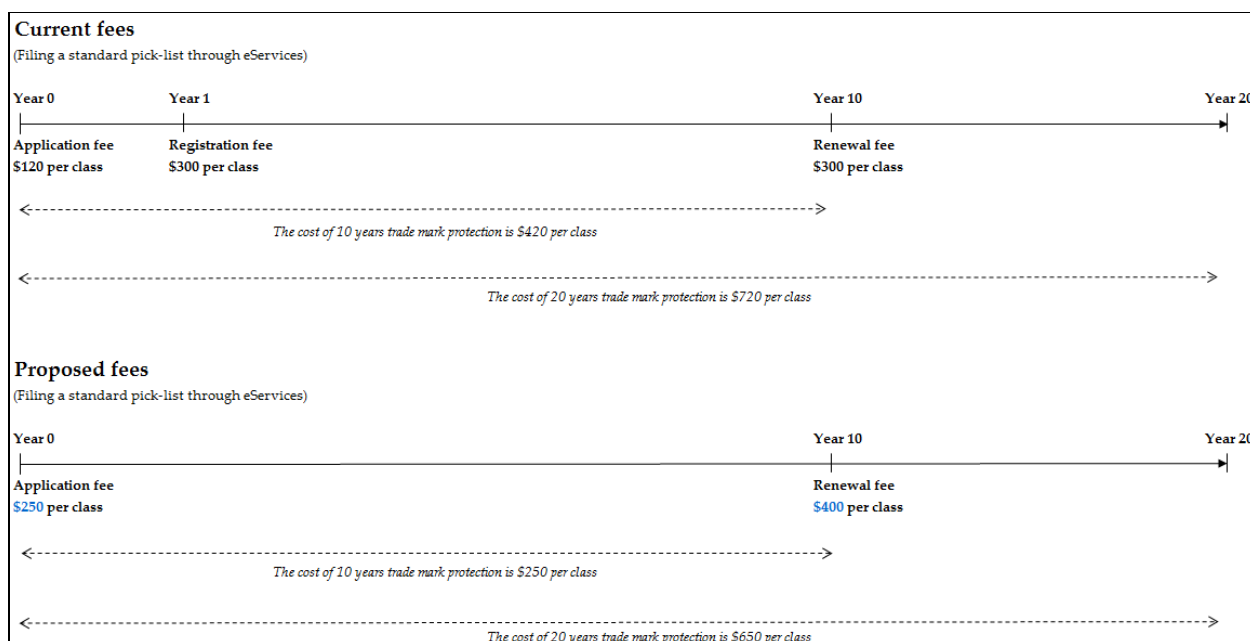 Current fees
(Filing a standard pick-list through eServices)
Year 0 Year 1 Year 10 Year 20
Application fee Registration fee Renewal fee
$120 per class $300 per class $300 per class
The cost of 10 years trade mark protection is $420 per class
The cost of 20 years trade mark protection is $720 per class
Proposed fees
(Filing a standard pick-list through eServices)
Year 0 Year 10 Year 20
Application fee Renewal fee
$250 per class $400 per class
The cost of 10 years trade mark protection is $250 per class
The cost of 20 years trade mark protection is $650 per class